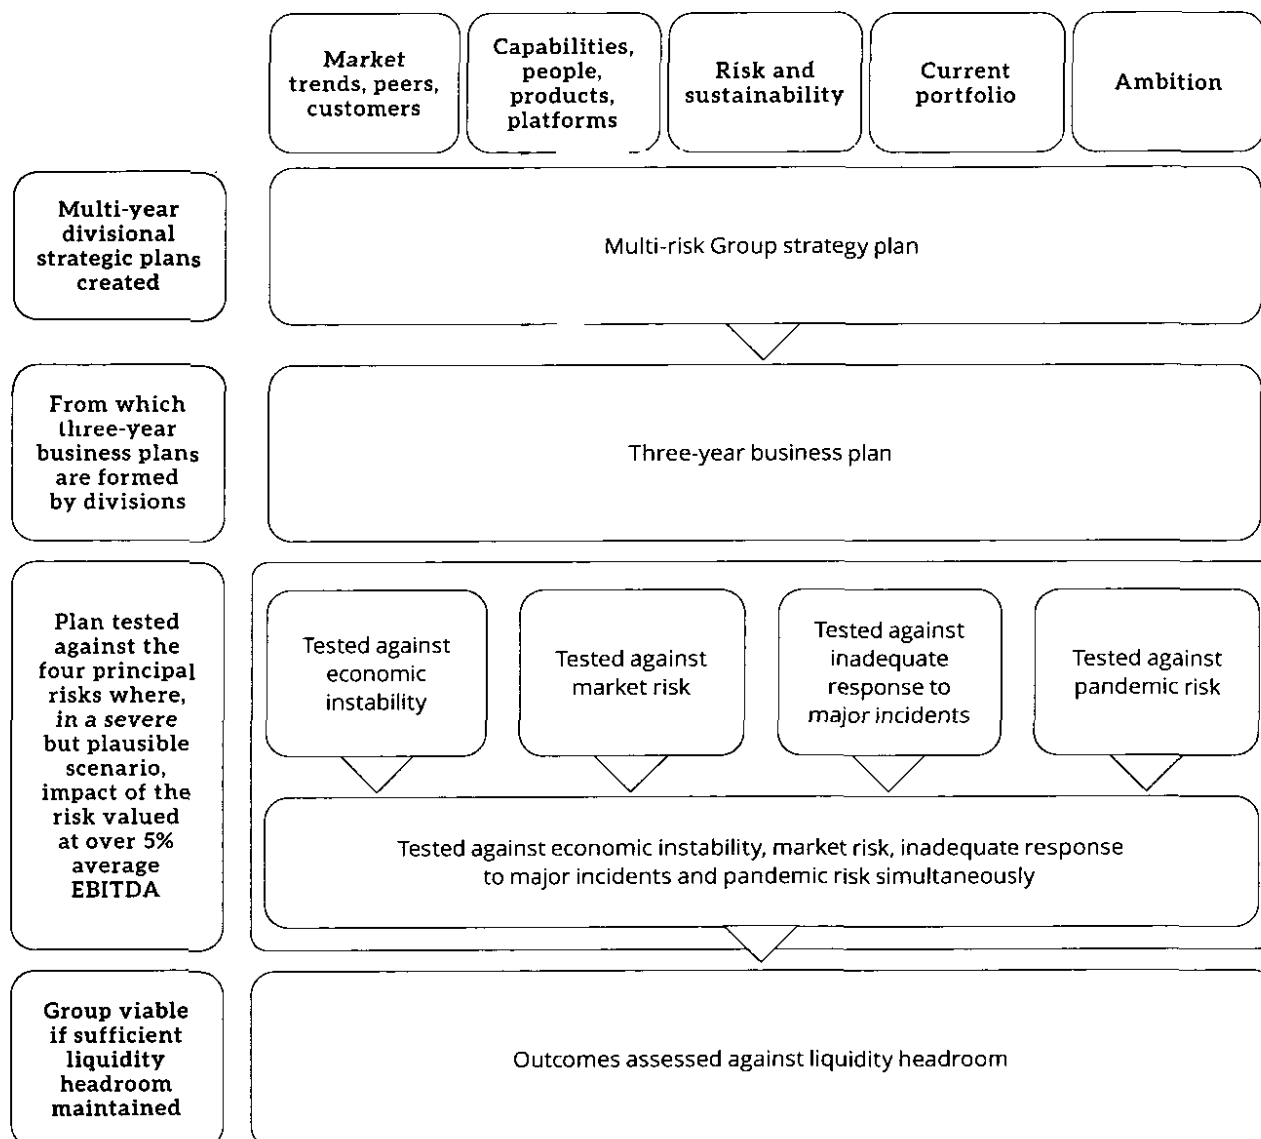 Market
trends, peers,
customers
Capabilities,
people,
products,
platforms
Risk and
sustainability
Current
portfolio
Ambition
Multi-year
divisional
strategic plans
created
Multi-risk Group strategy plan
From which
three-year
business plans
are formed
by divisions
Three-year business plan
Plan tested
against the
four principal
risks where,
in a severe
but plausible
scenario,
impact of the
risk valued
at over 5%
average
EBITDA
Tested against
economic
instability
Tested against
market risk
Tested against
inadequate
response to
major incidents
Tested against
pandemic risk
Tested against economic instability, market risk, inadequate response
to major incidents and pandemic risk simultaneously
Group viable
if sufficient
liquidity
headroom
maintained
Outcomes assessed against liquidity headroom